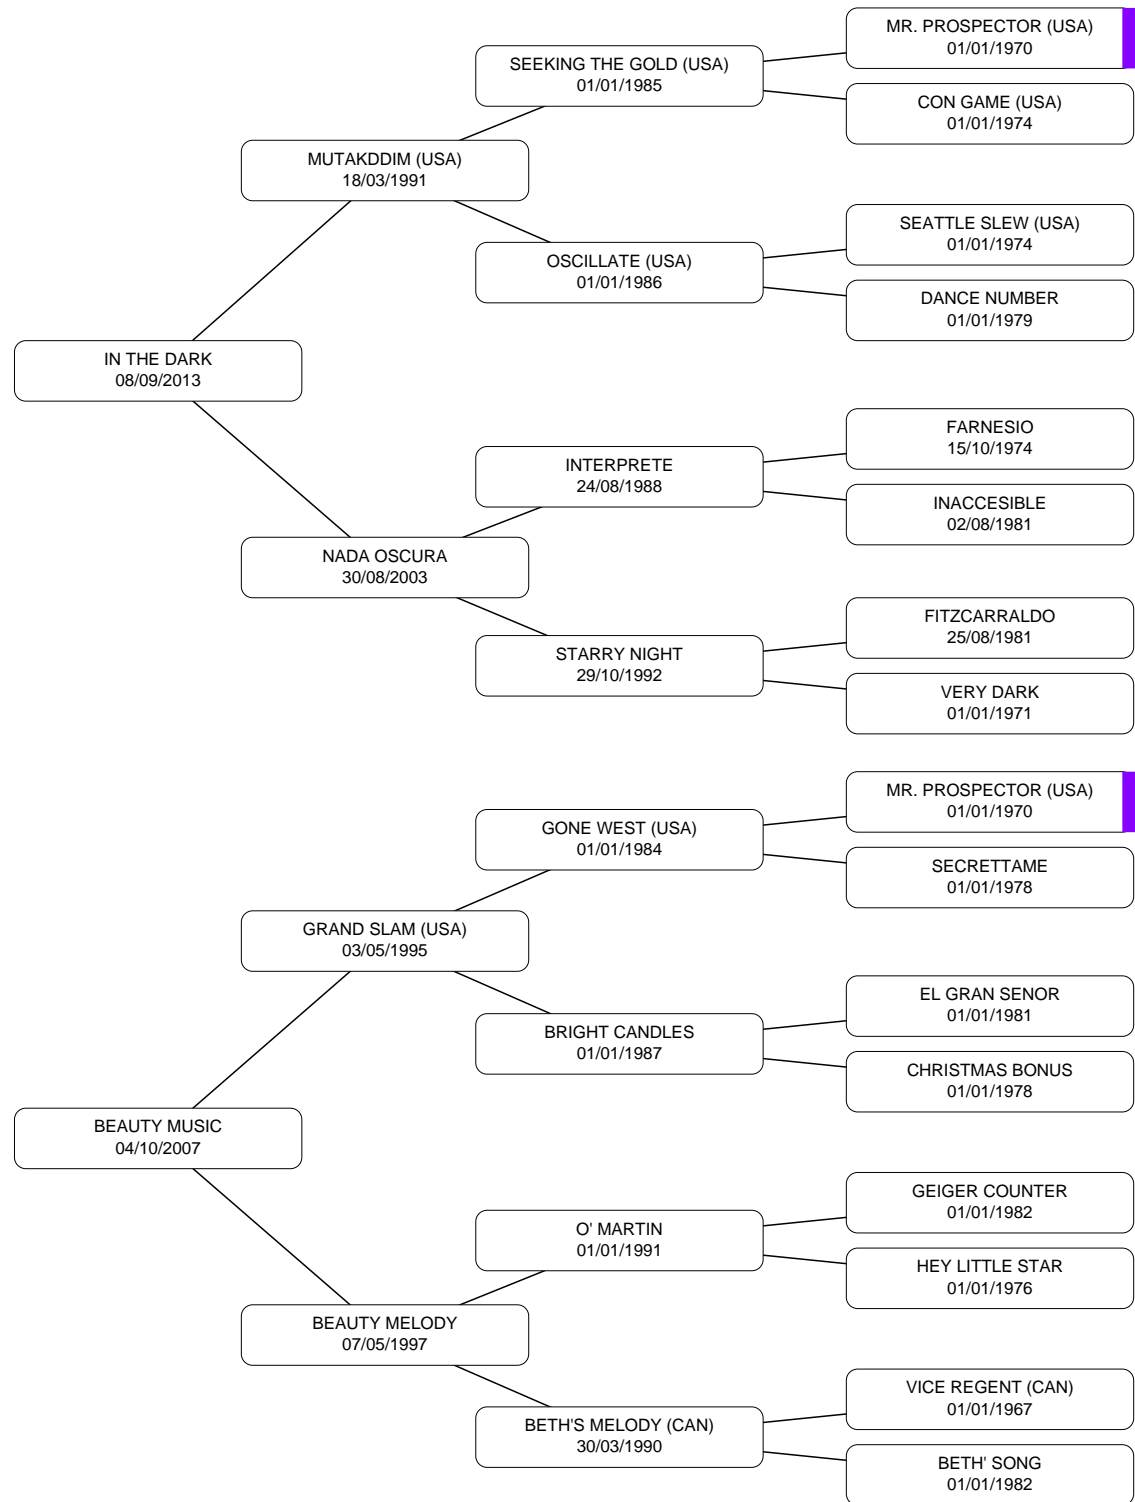 MR. PROSPECTOR (USA)
01/01/1970
SEEKING THE GOLD (USA)
01/01/1985
CON GAME (USA)
01/01/1974
MUTAKDDIM (USA)
18/03/1991
SEATTLE SLEW (USA)
01/01/1974
OSCILLATE (USA)
01/01/1986
DANCE NUMBER
01/01/1979
IN THE DARK
08/09/2013
FARNESIO
15/10/1974
INTERPRETE
24/08/1988
INACCESIBLE
02/08/1981
NADA OSCURA
30/08/2003
FITZCARRALDO
25/08/1981
STARRY NIGHT
29/10/1992
VERY DARK
01/01/1971
MR. PROSPECTOR (USA)
01/01/1970
GONE WEST (USA)
01/01/1984
SECRETTAME
01/01/1978
GRAND SLAM (USA)
03/05/1995
EL GRAN SENOR
01/01/1981
BRIGHT CANDLES
01/01/1987
CHRISTMAS BONUS
01/01/1978
BEAUTY MUSIC
04/10/2007
GEIGER COUNTER
01/01/1982
O' MARTIN
01/01/1991
HEY LITTLE STAR
01/01/1976
BEAUTY MELODY
07/05/1997
VICE REGENT (CAN)
01/01/1967
BETH'S MELODY (CAN)
30/03/1990
BETH' SONG
01/01/1982